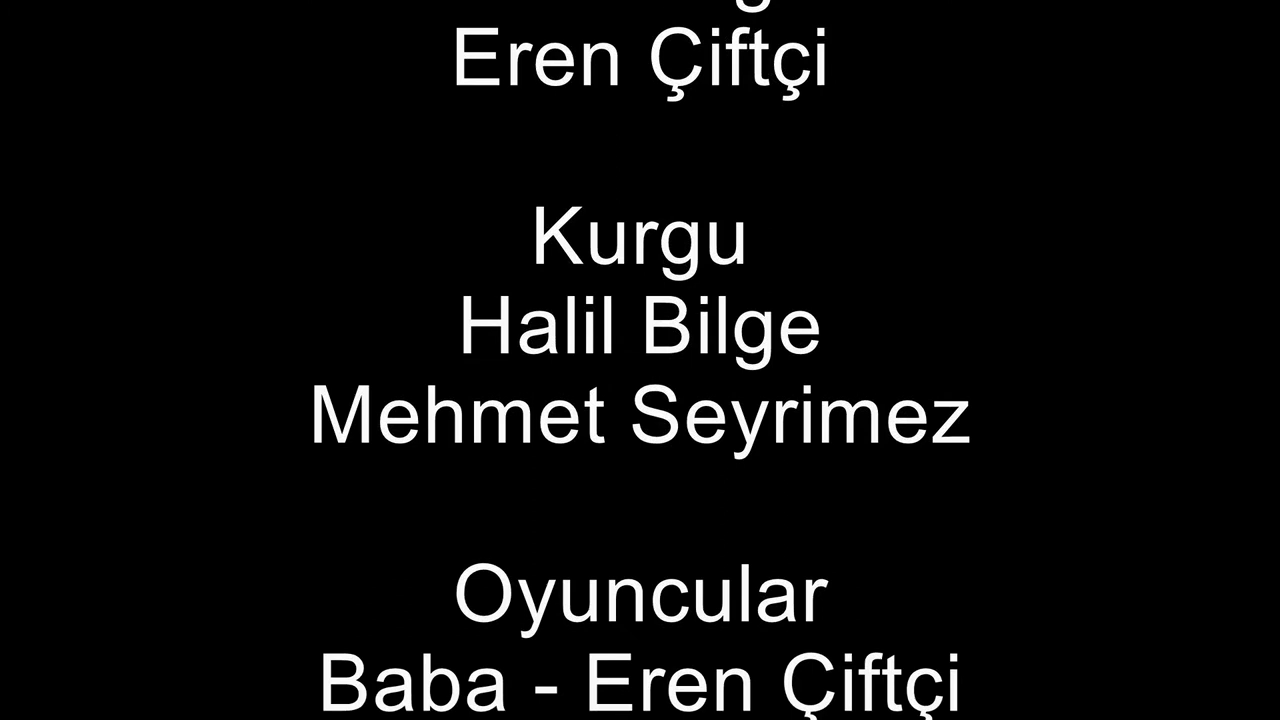 Eren Çiftçi
Kurgu
Halil Bilge
Mehmet Seyrimez
Oyuncular
Baba - Eren Çiftçi